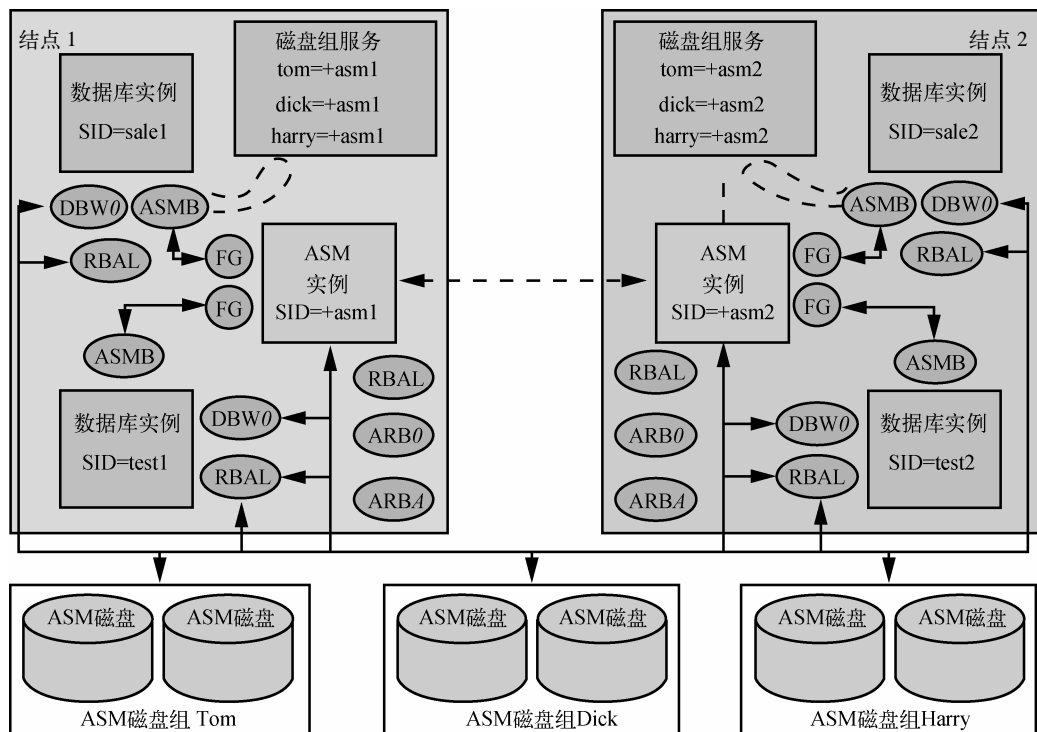 结点 1
磁盘组服务
tom=+asm1
dick=+asm1
harry=+asm1
数据库实例
SID=sale1
DBW0
ASMB
RBAL
FG
FG
ASMB
ASM
实例
SID=+asm1
RBAL
ARB0
ARBA
数据库实例
SID=test1
DBW0
RBAL
结点 2
磁盘组服务
tom=+asm2
dick=+asm2
harry=+asm2
数据库实例
SID=sale2
ASMB
DBW0
RBAL
FG
FG
ASMB
ASM
实例
SID=+asm2
RBAL
ARB0
ARBA
DBW0
RBAL
数据库实例
SID=test2
ASM磁盘
ASM磁盘
ASM磁盘组 Tom
ASM磁盘
ASM磁盘
ASM磁盘组Dick
ASM磁盘
ASM磁盘
ASM磁盘组Harry